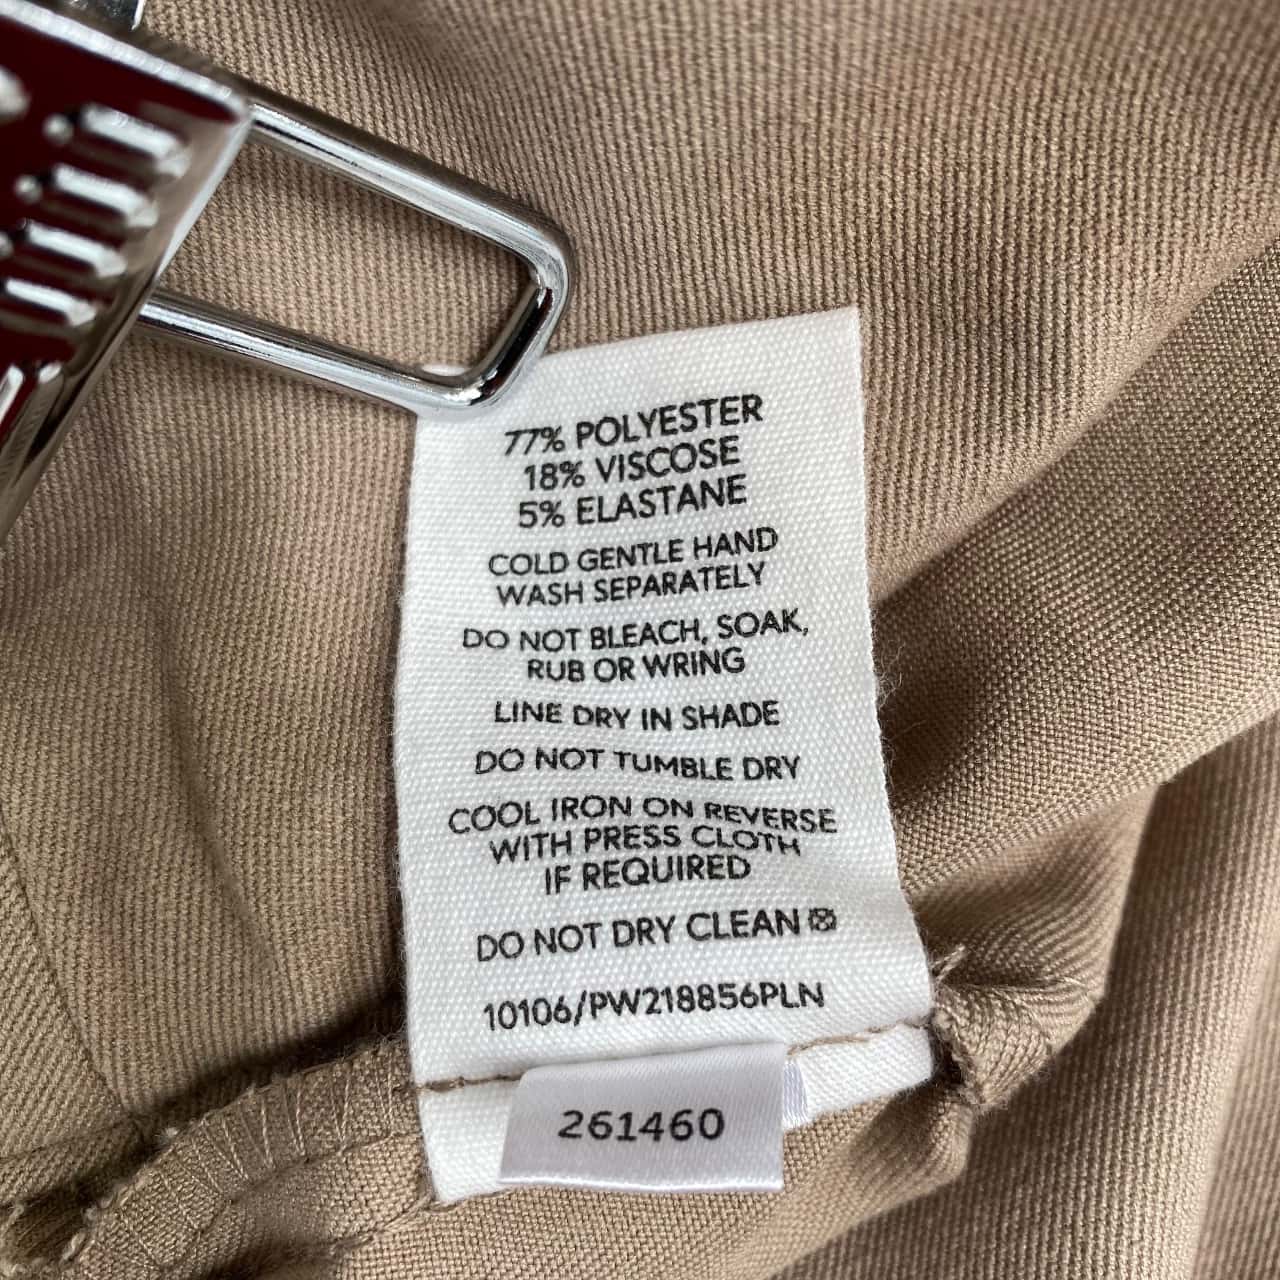 77% POLYESTER
18% VISCOSE
5% ELASTANE
COLD GENTLE HAND
WASH SEPARATELY
DO NOT BLEACH, SOAK,
RUB OR WRING
LINE DRY IN SHADE
DO NOT TUMBLE DRY
COOL IRON ON REVERSE
WITH PRESS CLOTH
IF REQUIRED
DO NOT DRY CLEAN
10106/PW218856PLN
261460